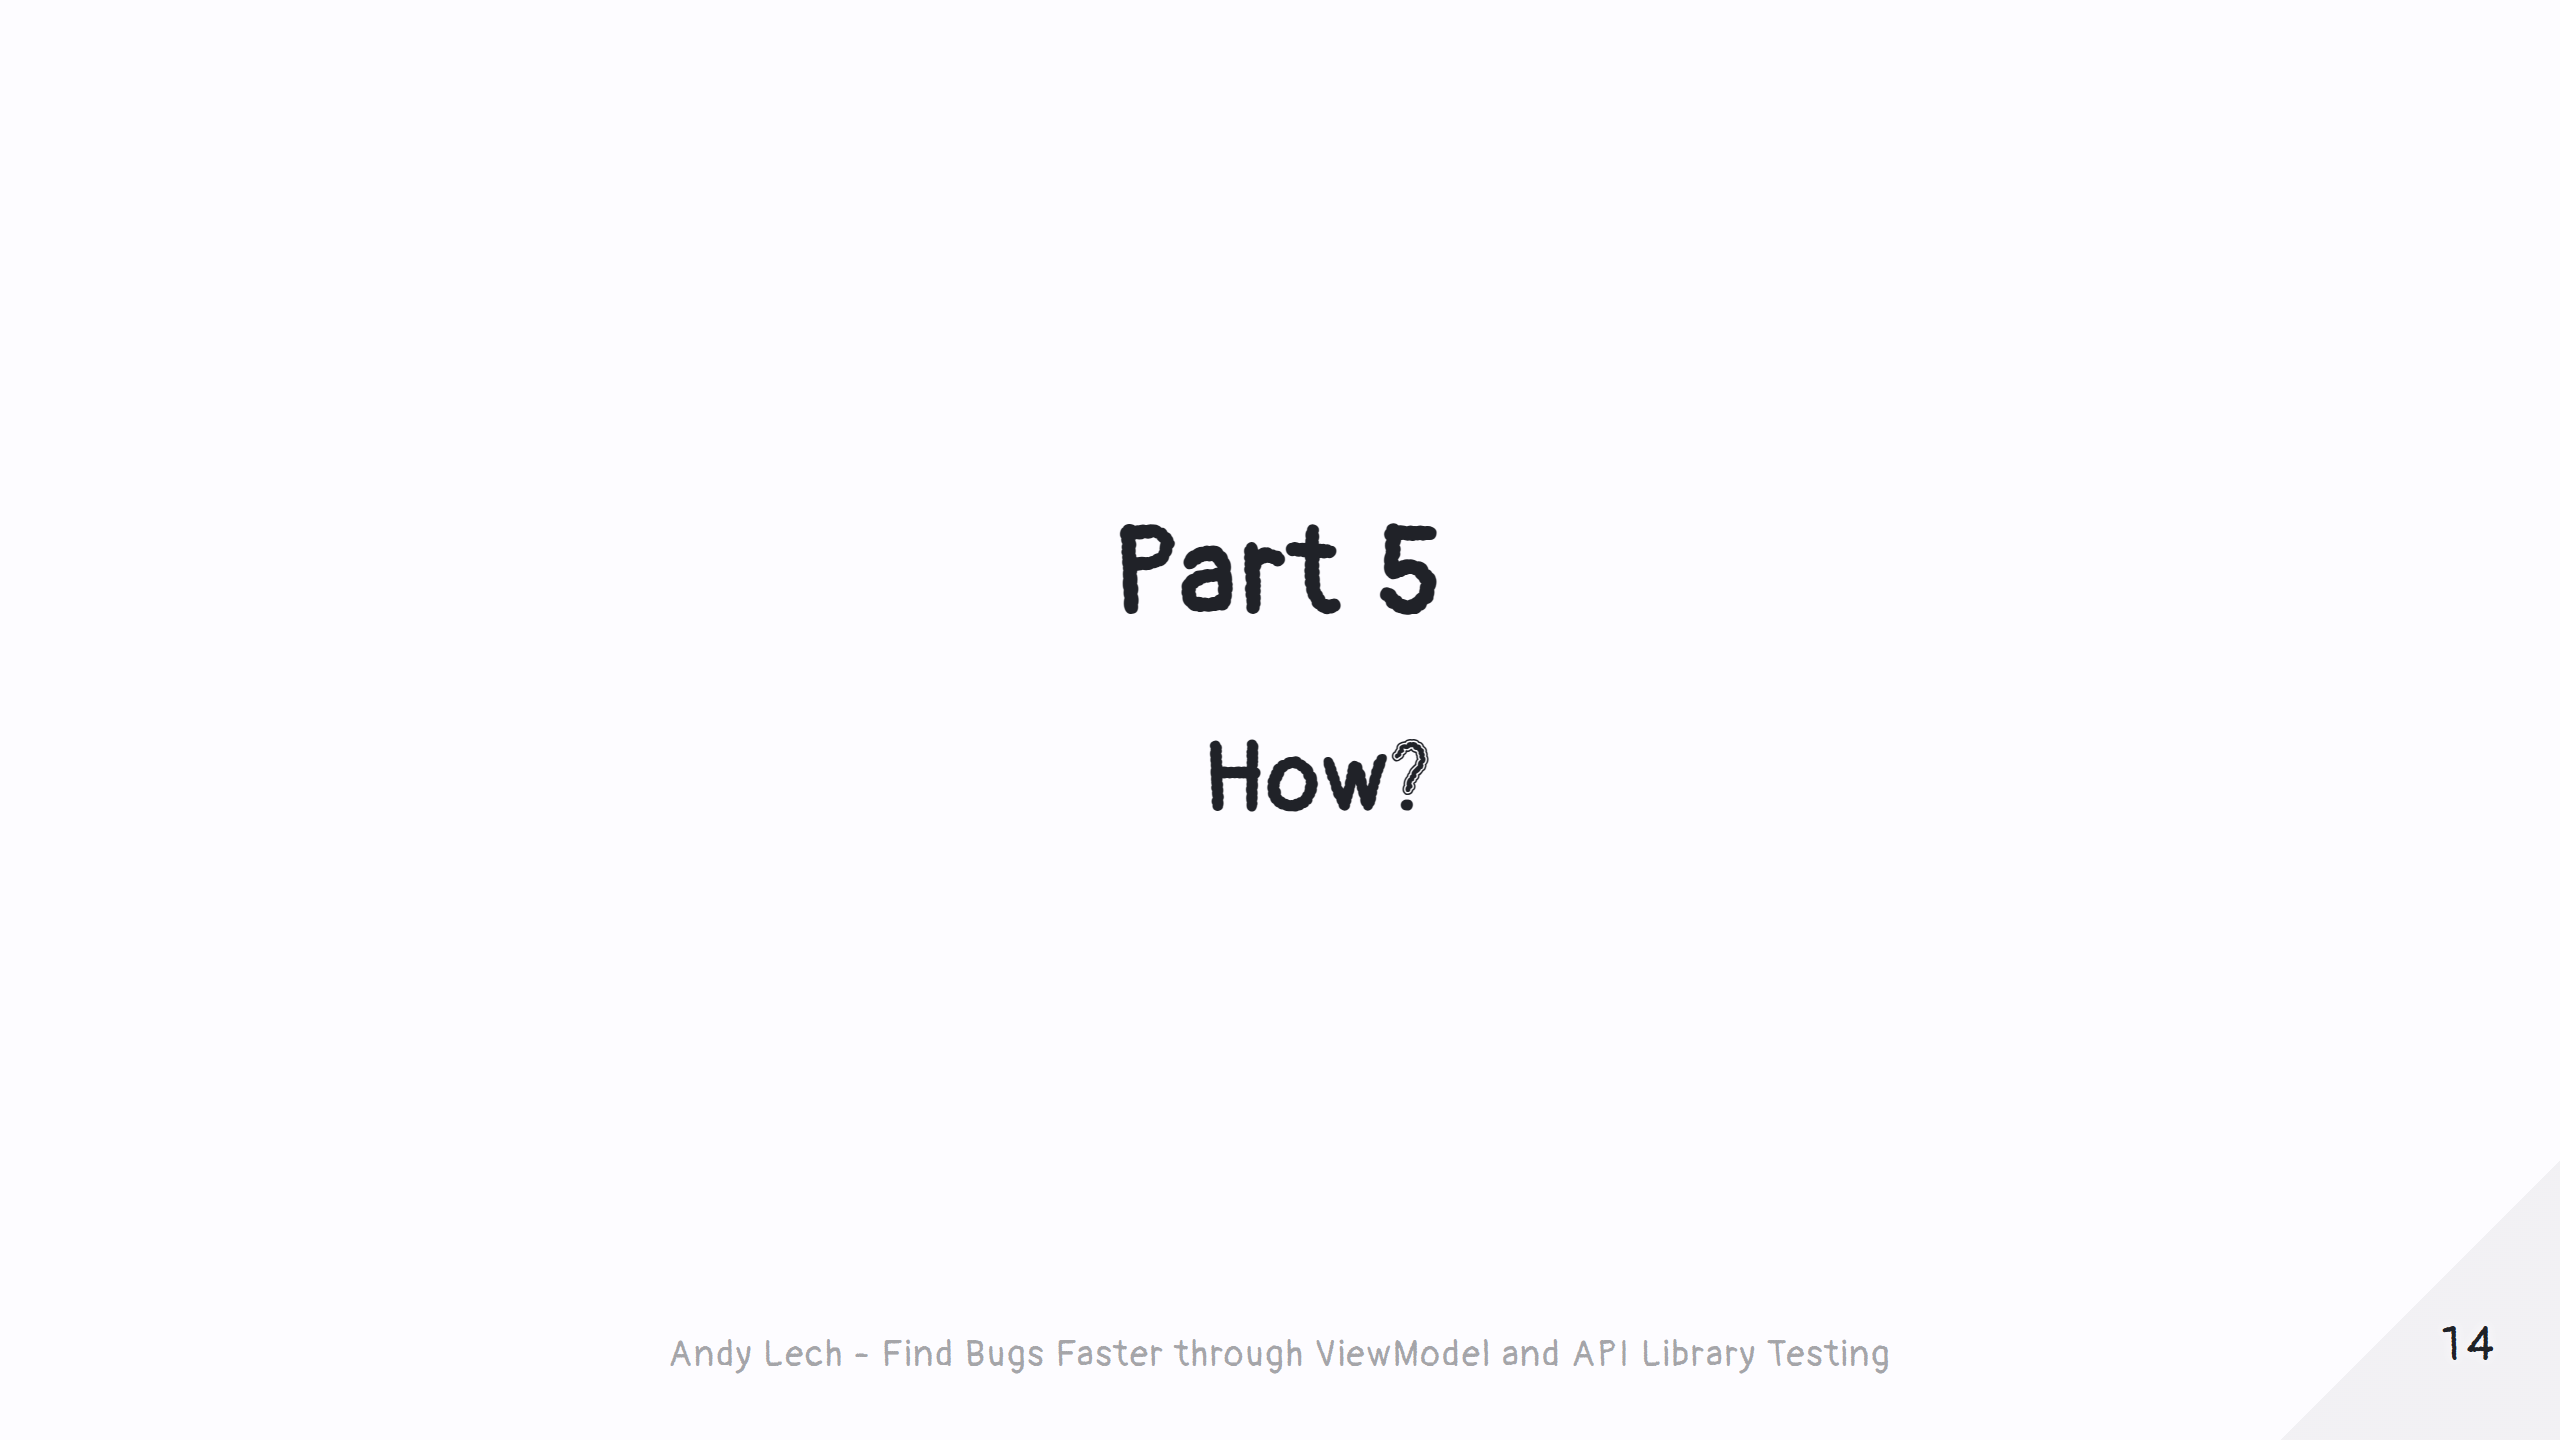 Part 5
How?
Andy Lech - Find Bugs Faster through ViewModel and API Library Testing
14